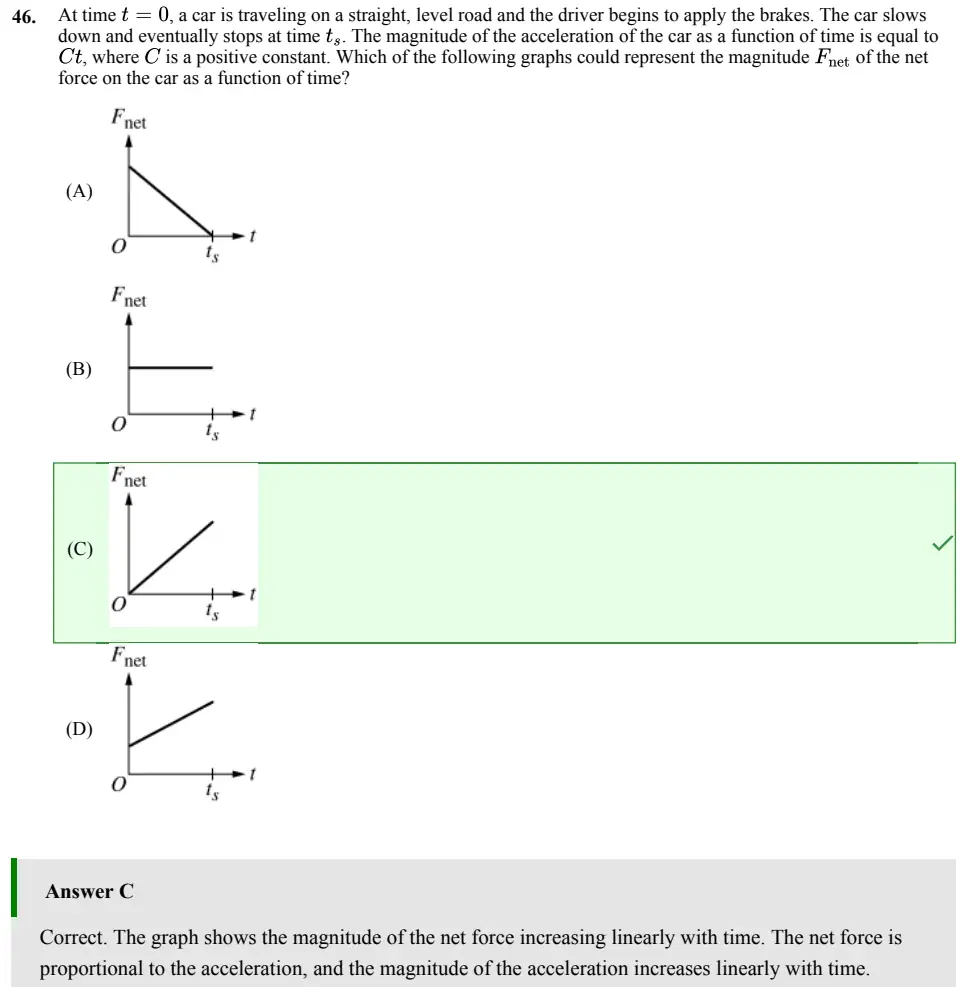 46. At time t = 0, a car is traveling on a straight, level road and the driver begins to apply the brakes. The car slows
down and eventually stops at time tₛ. The magnitude of the acceleration of the car as a function of time is equal to
Ct, where C is a positive constant. Which of the following graphs could represent the magnitude Fnet of the net
force on the car as a function of time?
Fnet
(A)
O
tₛ
t
Fnet
(B)
O
tₛ
t
Fnet
(C)
O
tₛ
t
Fnet
(D)
O
tₛ
t
Answer C
Correct. The graph shows the magnitude of the net force increasing linearly with time. The net force is
proportional to the acceleration, and the magnitude of the acceleration increases linearly with time.